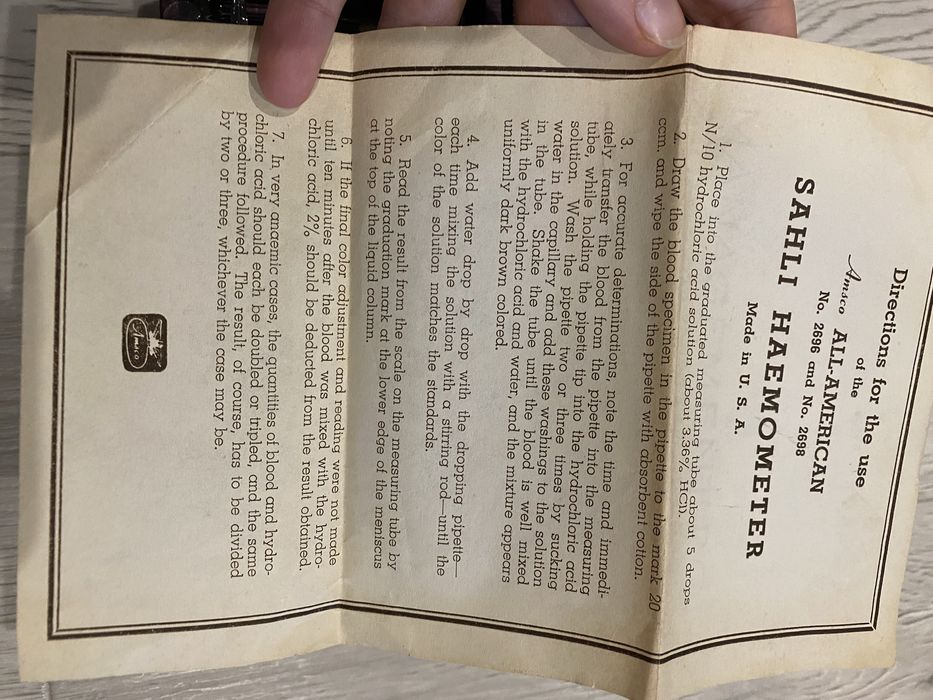 Directions for the use
of the
Amsco ALL-AMERICAN
No. 2696 and No. 2698
SAHLI HAEMOMETER
Made in U. S. A.
1. Place into the graduated measuring tube about 5 drops
N/10 hydrochloric acid solution (about 3.36% HCl).
2. Draw the blood specimen in the pipette to the mark 20
ccm. and wipe the side of the pipette with absorbent cotton.
3. For accurate determinations, note the time and immedi-
ately transfer the blood from the pipette into the measuring
tube, while holding the pipette tip into the hydrochloric acid
solution. Wash the pipette two or three times by sucking
water in the capillary and add these washings to the solution
in the tube. Shake the tube until the blood is well mixed
with the hydrochloric acid and water, and the mixture appears
uniformly dark brown colored.
4. Add water drop by drop with the dropping pipette—
each time mixing the solution with a stirring rod—until the
color of the solution matches the standards.
5. Read the result from the scale on the measuring tube by
noting the graduation mark at the lower edge of the meniscus
at the top of the liquid column.
6. If the final color adjustment and reading were not made
until ten minutes after the blood was mixed with the hydro-
chloric acid, 2% should be deducted from the result obtained.
7. In very anaemic cases, the quantities of blood and hydro-
chloric acid should each be doubled or tripled, and the same
procedure followed. The result, of course, has to be divided
by two or three, whichever the case may be.
Amsco